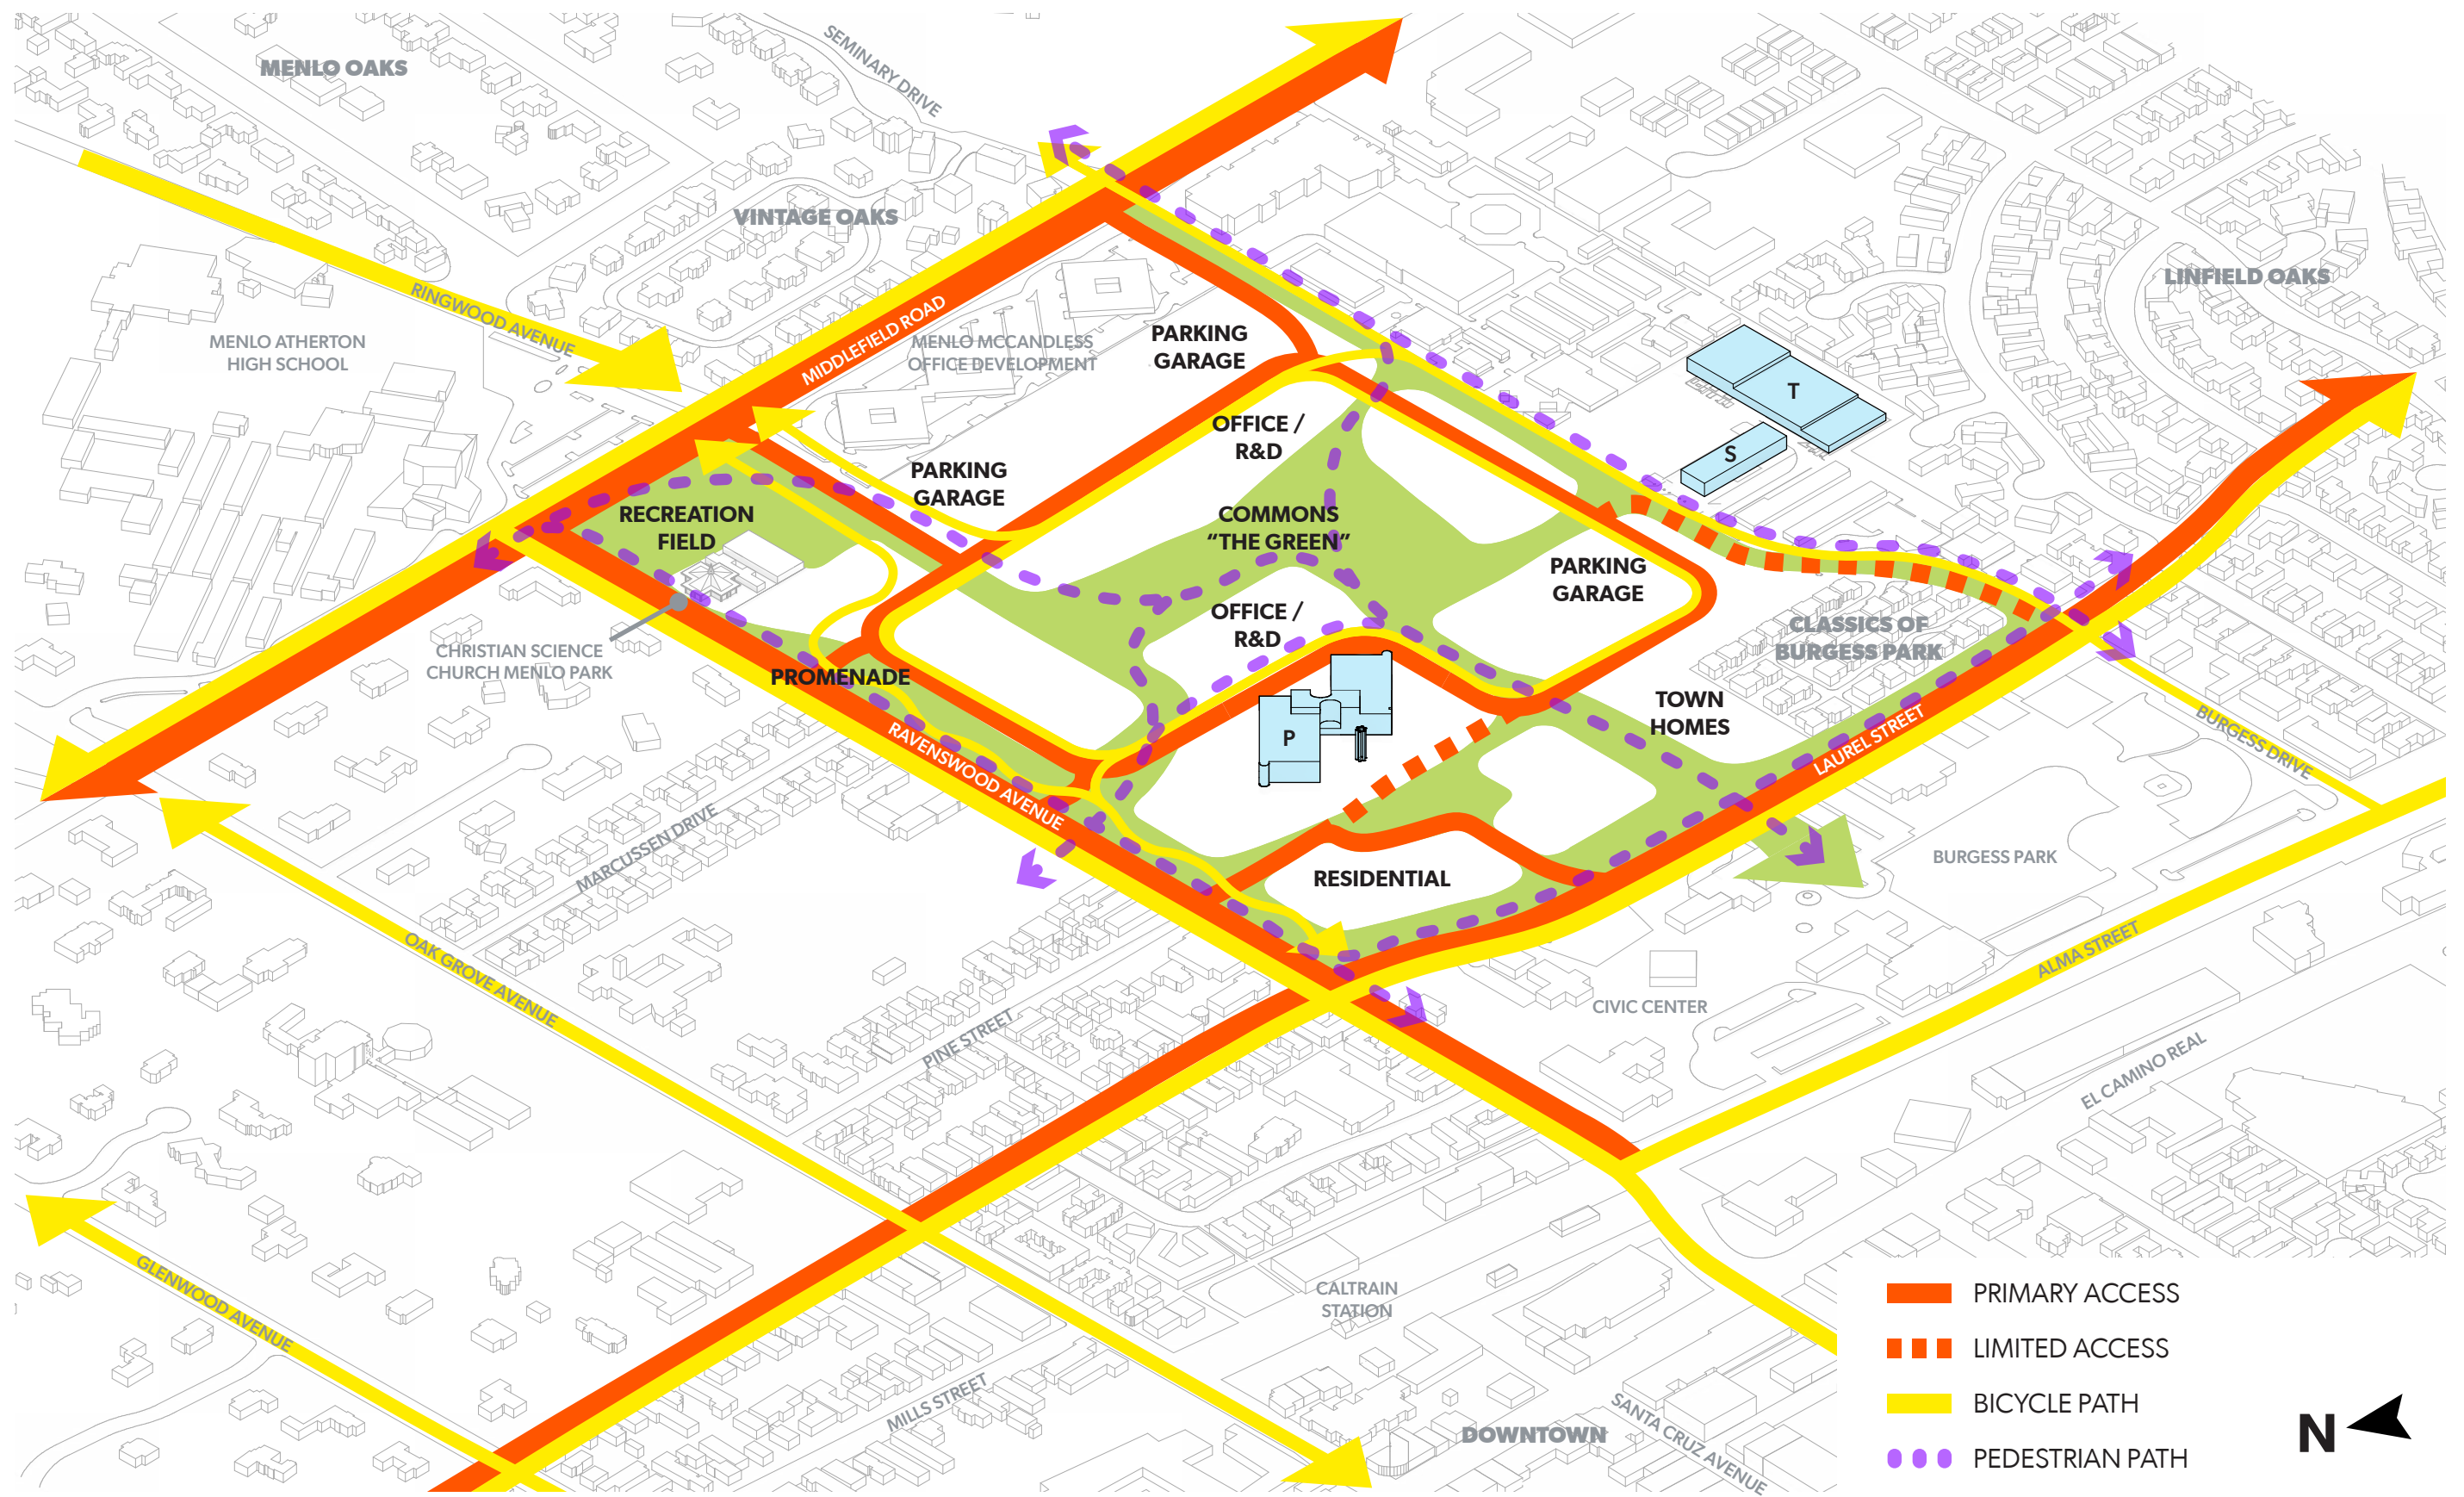 MENLO OAKS
SEMINARY DRIVE
VINTAGE OAKS
RINGWOOD AVENUE
MENLO ATHERTON
HIGH SCHOOL
MIDDLEFIELD ROAD
MENLO MCCANDLESS
OFFICE DEVELOPMENT
PARKING
GARAGE
LINFIELD OAKS
T
S
OFFICE /
R&D
PARKING
GARAGE
RECREATION
FIELD
COMMONS
“THE GREEN”
PARKING
GARAGE
OFFICE /
R&D
CHRISTIAN SCIENCE
CHURCH MENLO PARK
PROMENADE
CLASSICS OF
BURGESS PARK
TOWN
HOMES
P
RAVENSWOOD AVENUE
LAUREL STREET
BURGESS DRIVE
MARCUSSEN DRIVE
BURGESS PARK
RESIDENTIAL
OAK GROVE AVENUE
ALMA STREET
CIVIC CENTER
PINE STREET
EL CAMINO REAL
GLENWOOD AVENUE
CALTRAIN
STATION
MILLS STREET
DOWNTOWN
SANTA CRUZ AVENUE
PRIMARY ACCESS
LIMITED ACCESS
BICYCLE PATH
PEDESTRIAN PATH
N